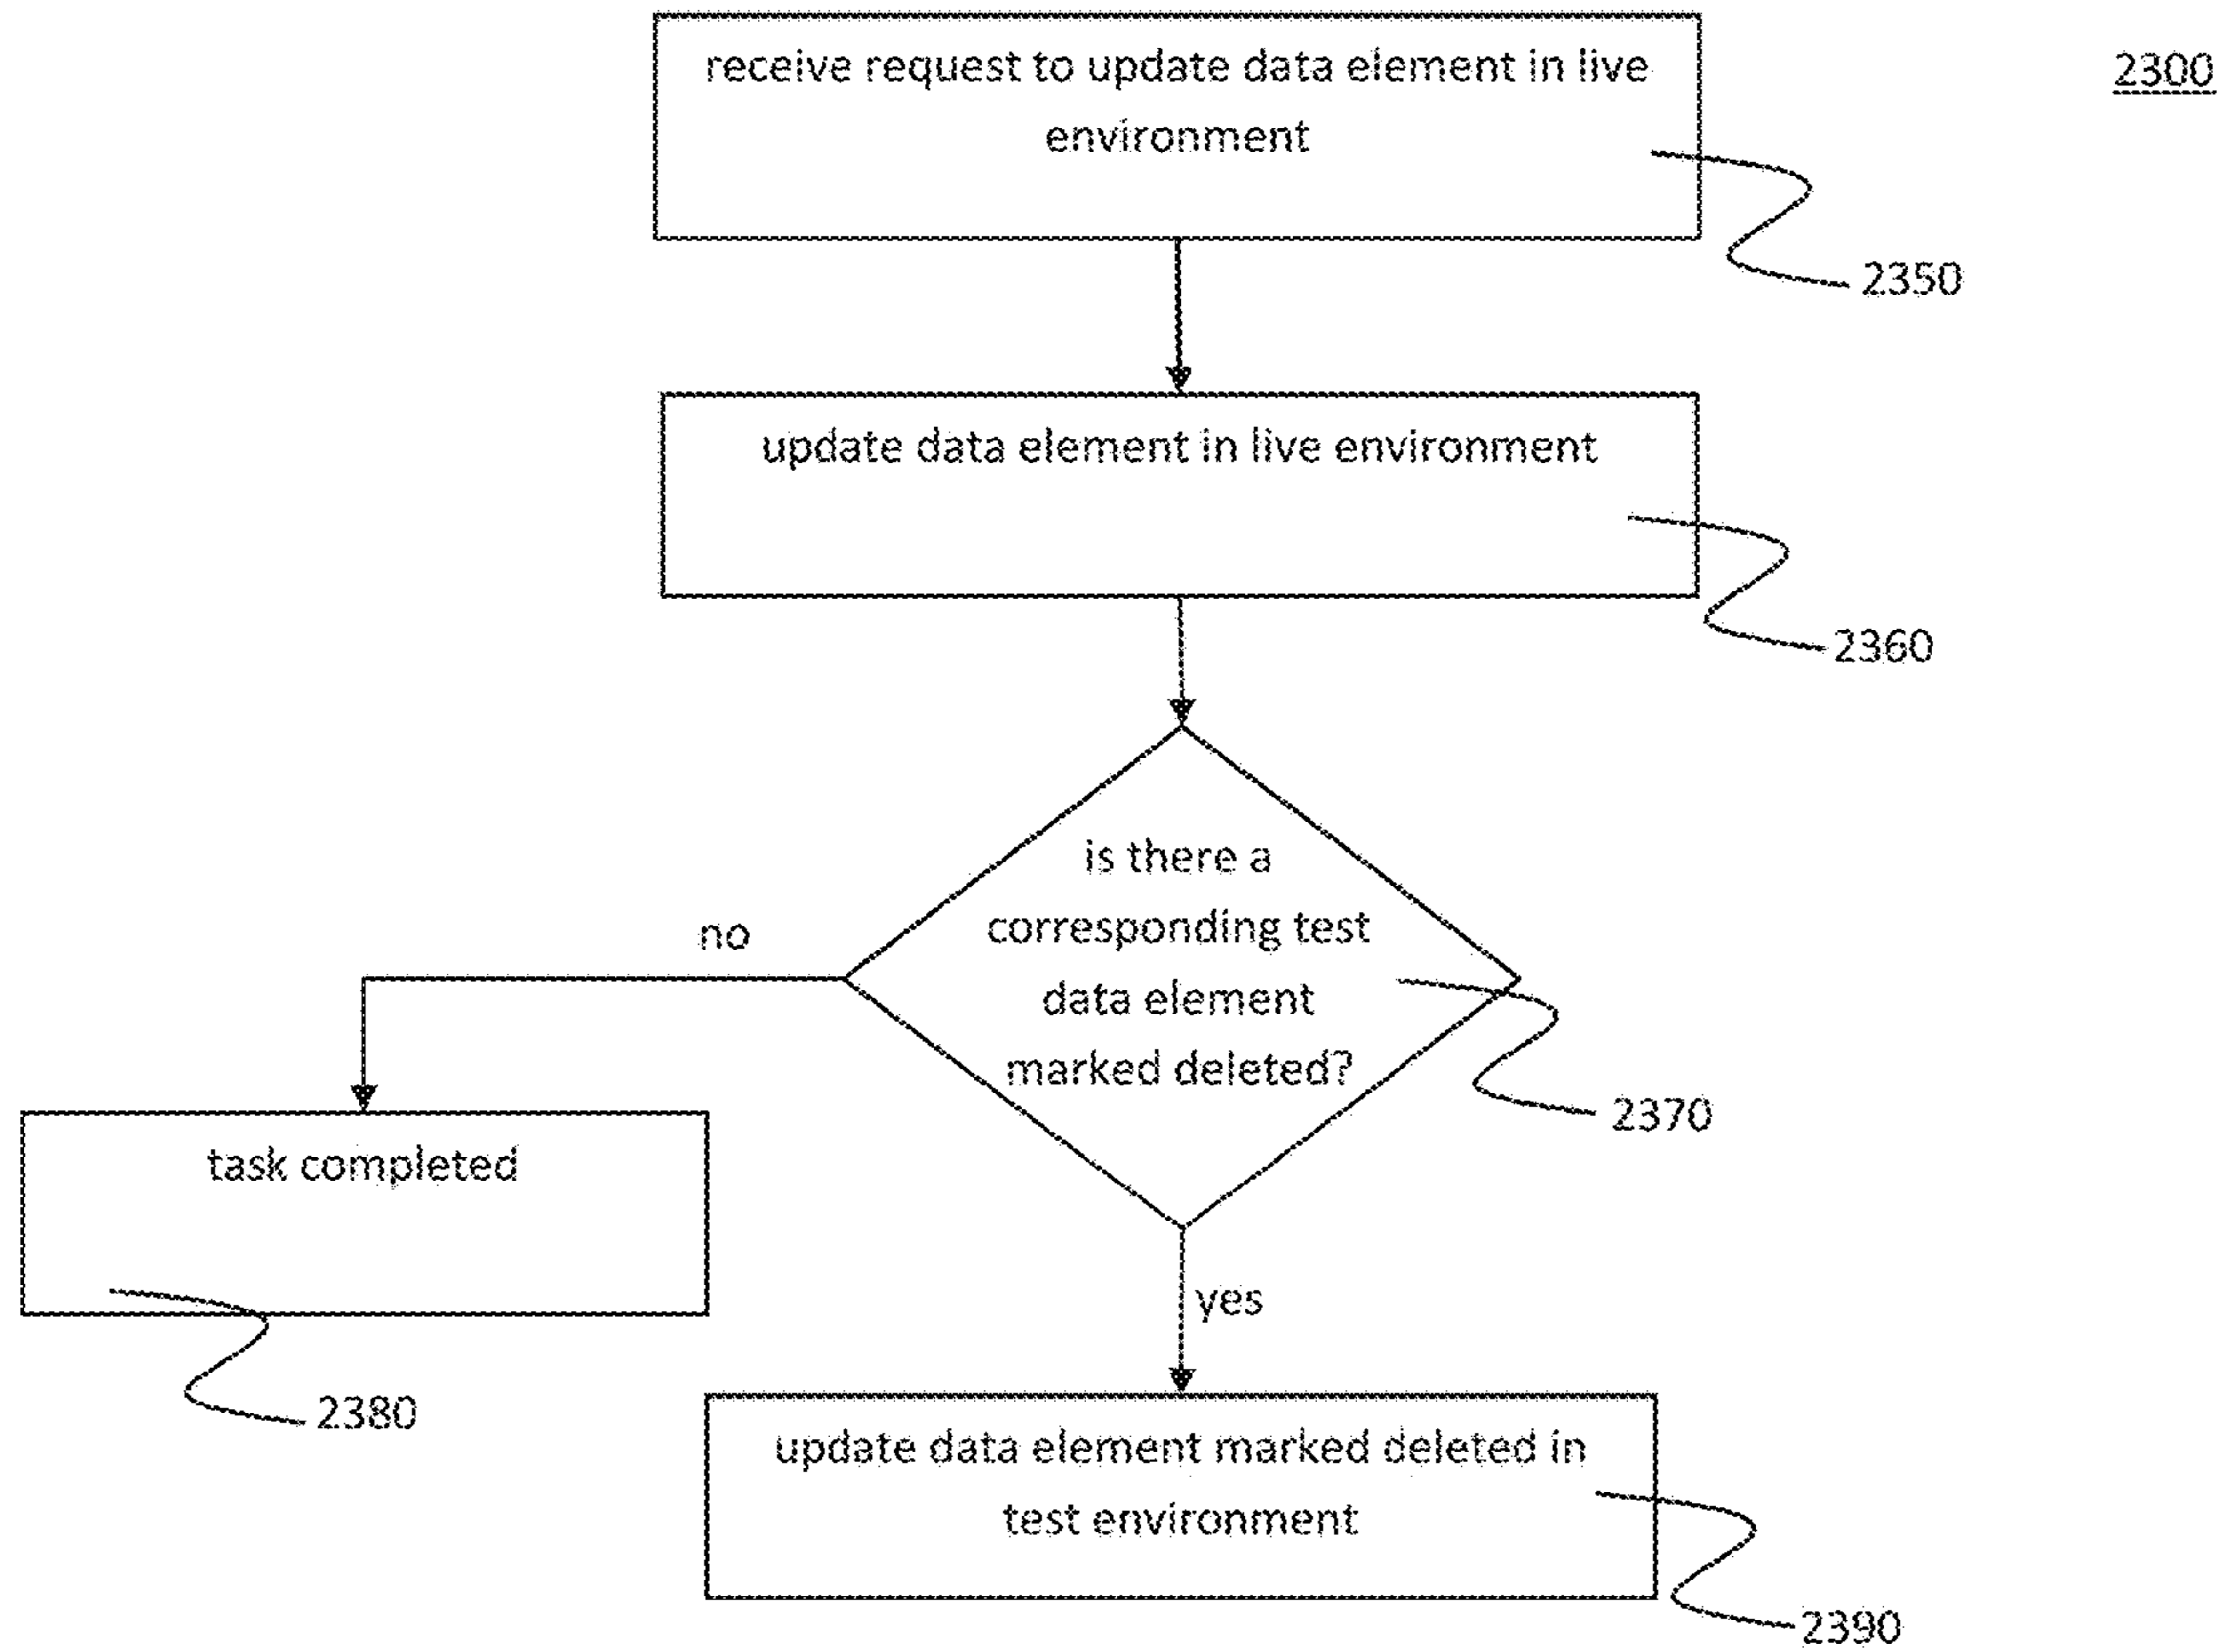 2300
receive request to update data element in live
environment
2350
update data element in live environment
2360
is there a
corresponding test
data element
marked deleted?
2370
no
task completed
2380
yes
update data element marked deleted in
test environment
2390